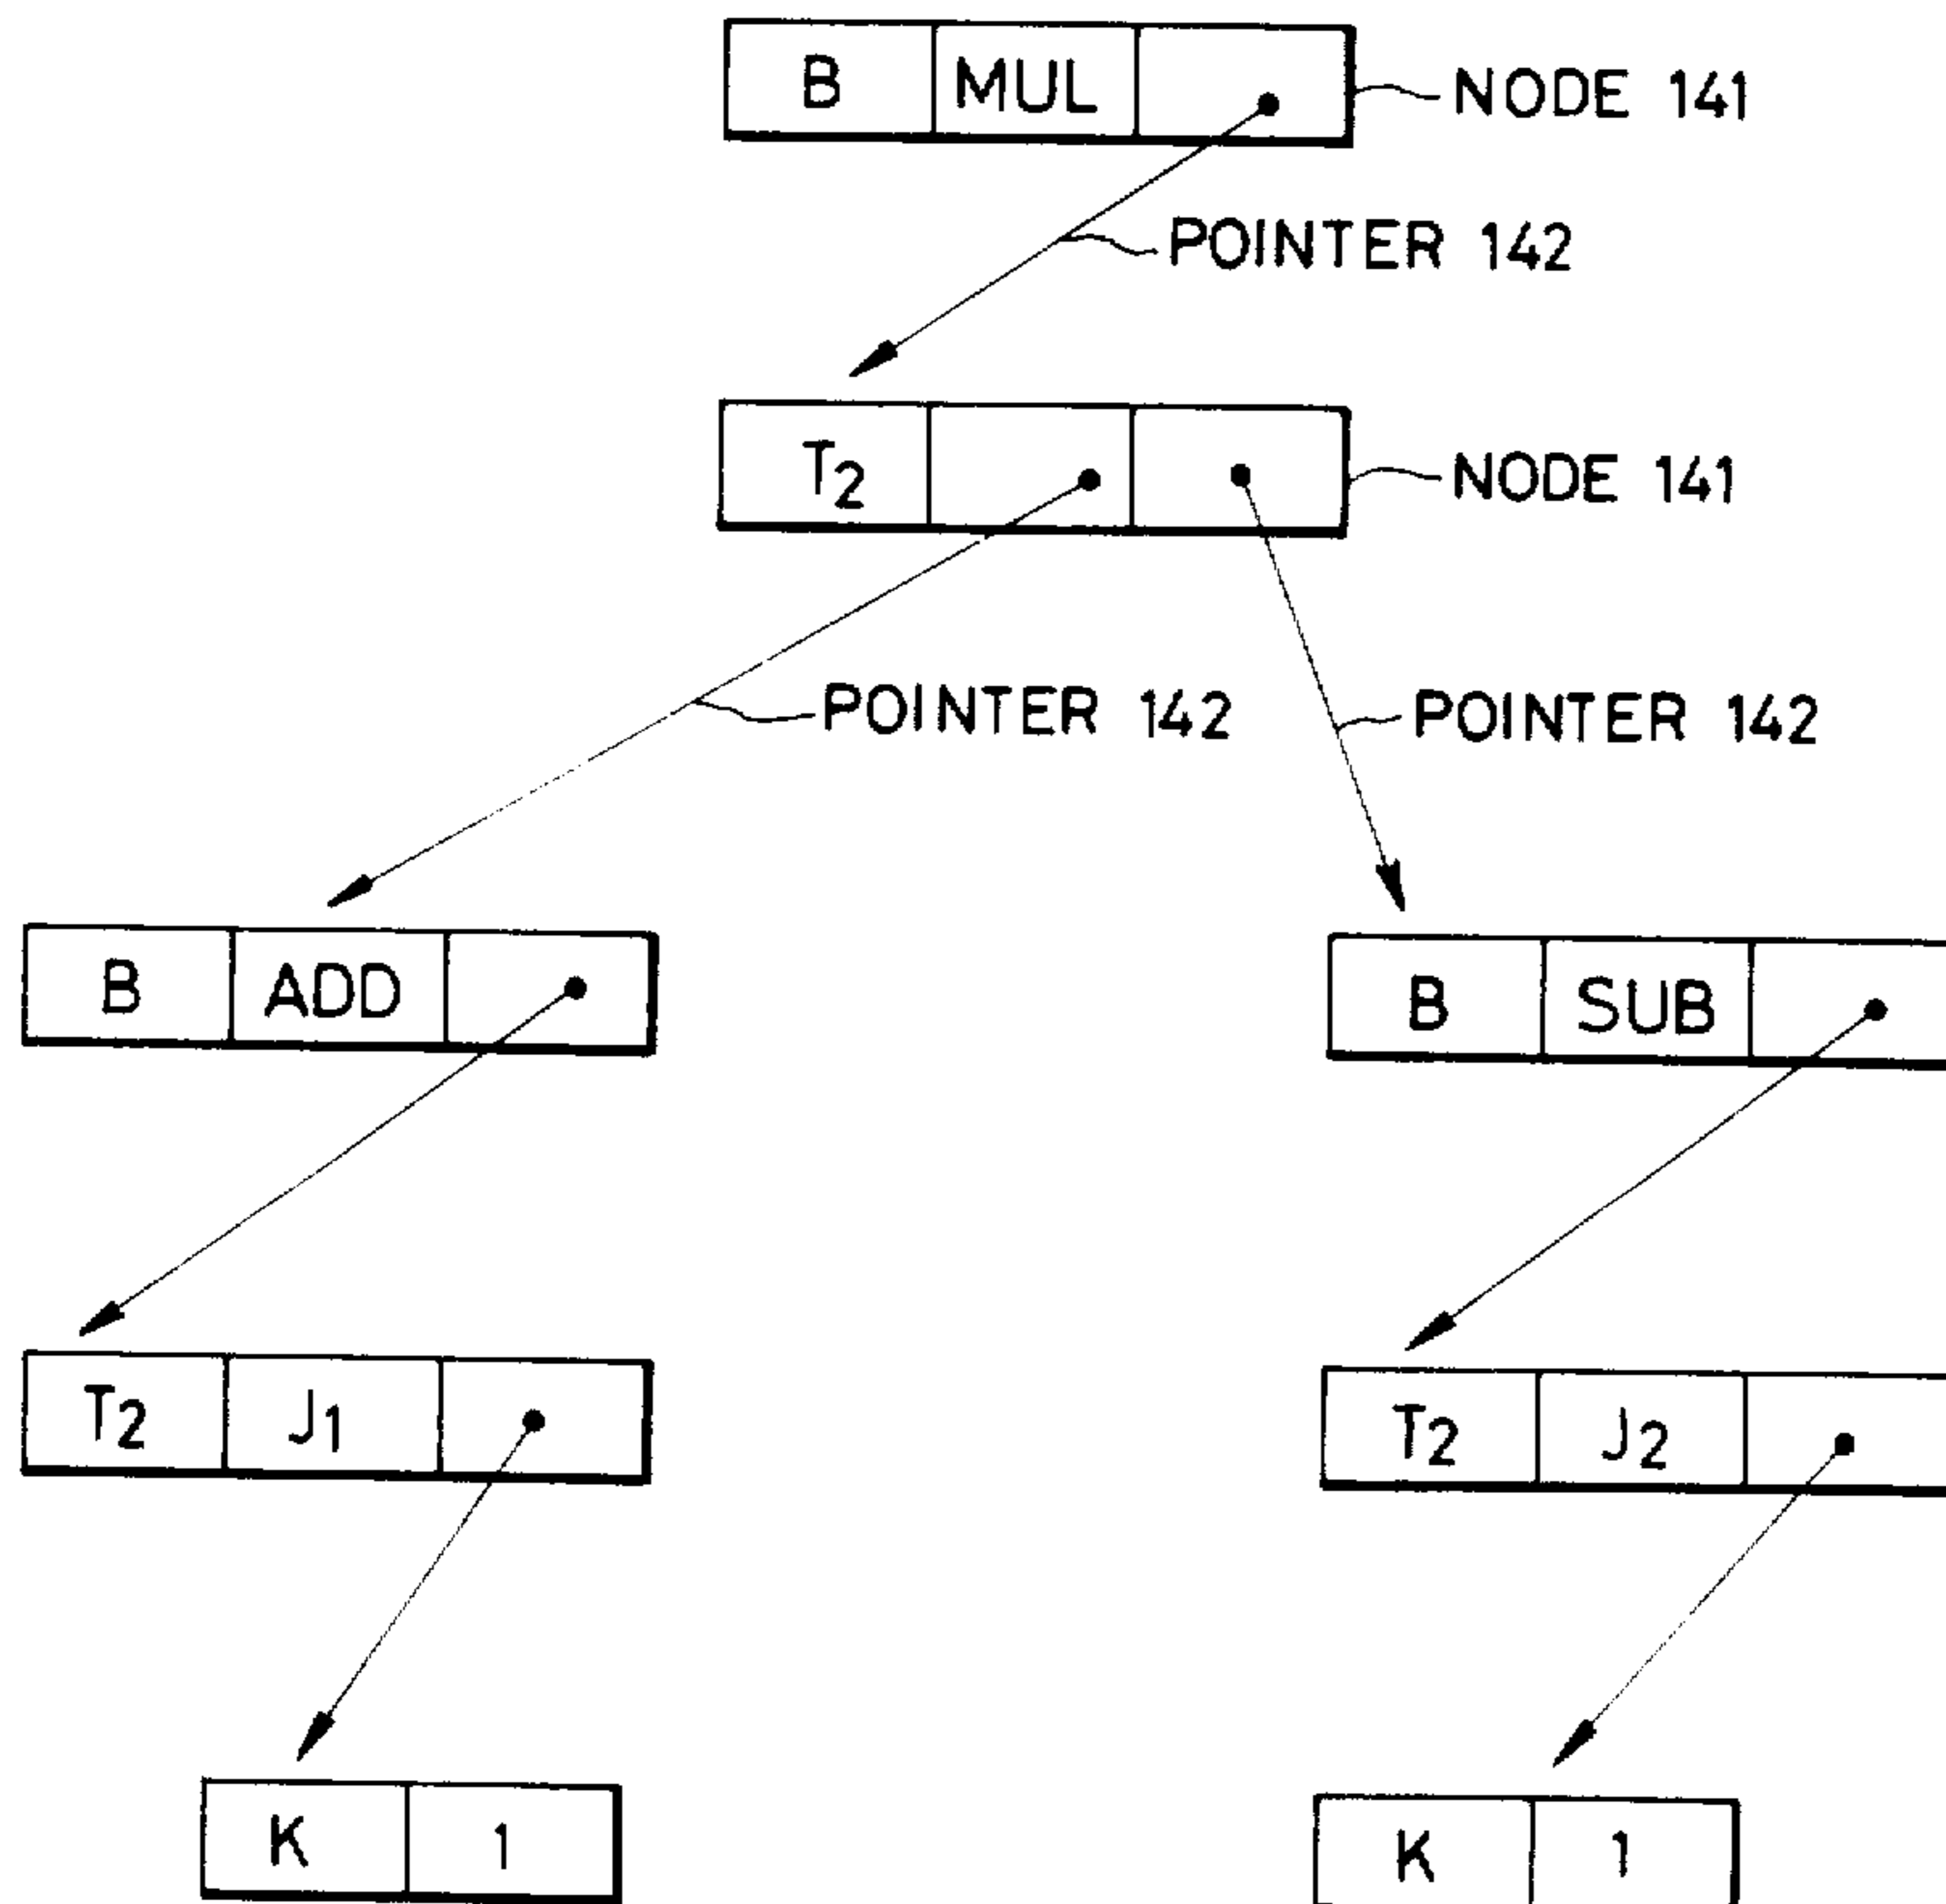 B MUL NODE 141
POINTER 142
T2 NODE 141
POINTER 142 POINTER 142
B ADD B SUB
T2 J1 T2 J2
K 1 K 1